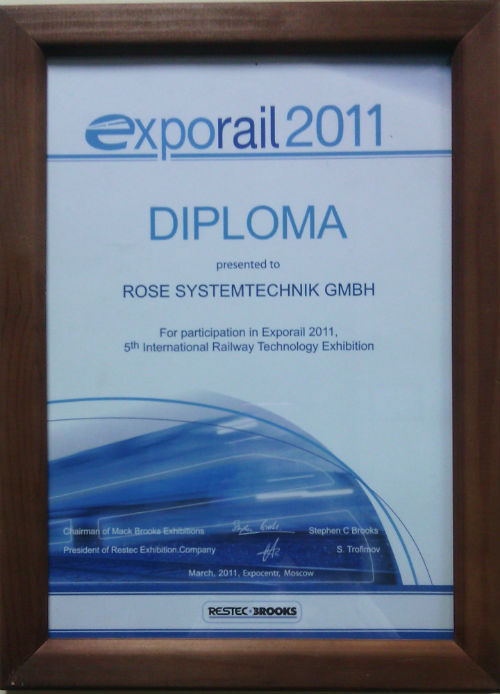 exporail 2011
DIPLOMA
presented to
ROSE SYSTEMTECHNIK GMBH
For participation in Exporail 2011,
5th International Railway Technology Exhibition
Chairman of Mack Brooks Exhibitions Stephen C Brooks
President of Restec Exhibition Company S. Trofimov
March, 2011, Expocentr, Moscow
RESTEC BROOKS